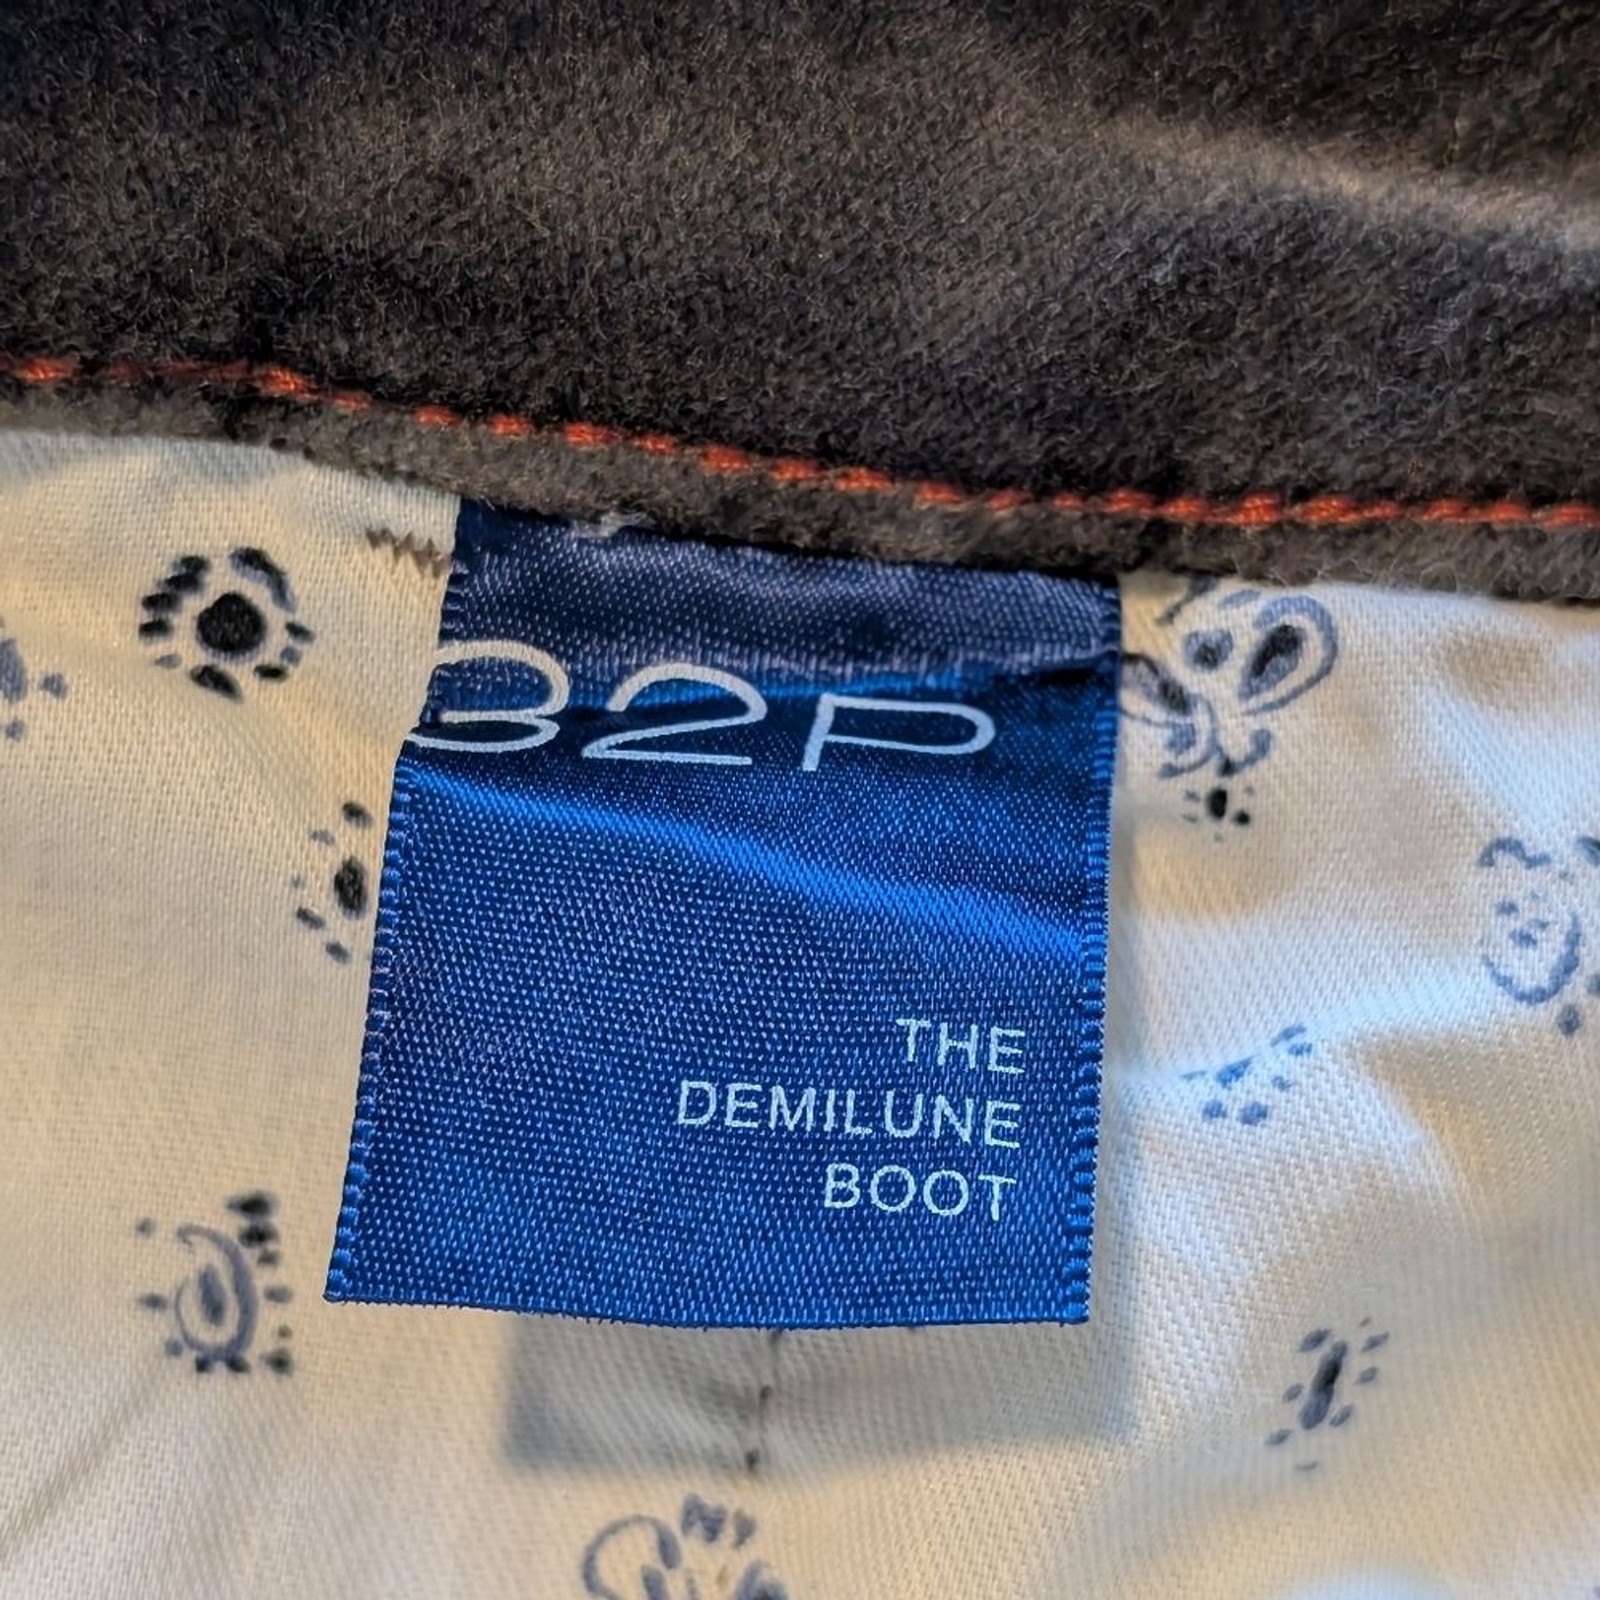 32P
THE
DEMILUNE
BOOT